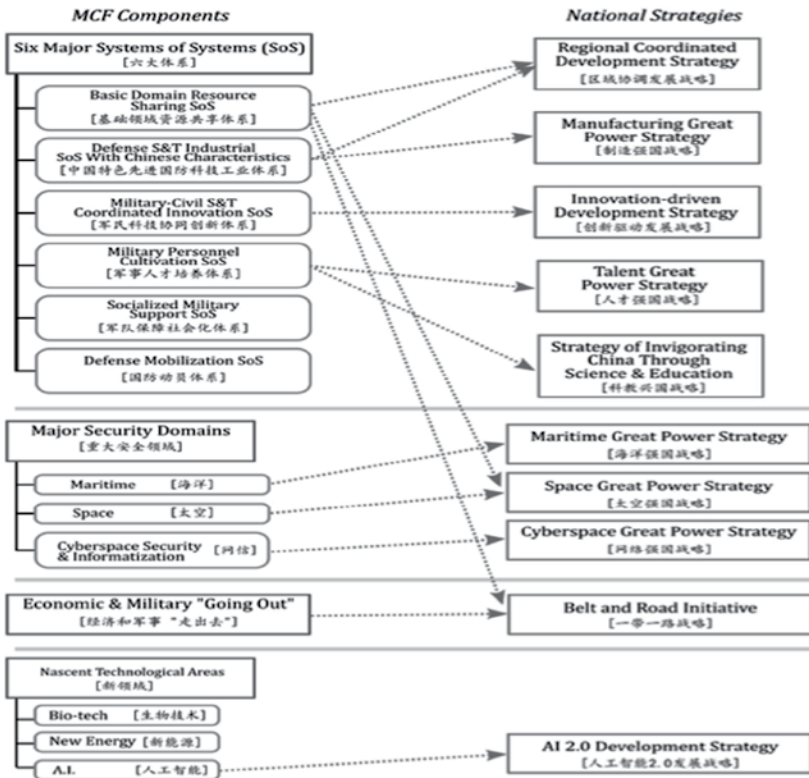 MCF Components
National Strategies
Six Major Systems of Systems (SoS)
[六大体系]
Basic Domain Resource
Sharing SoS
[基础领域资源共享体系]
Defense S&T Industrial
SoS With Chinese Characteristics
[中国特色先进国防科技工业体系]
Military-Civil S&T
Coordinated Innovation SoS
[军民科技协同创新体系]
Military Personnel
Cultivation SoS
[军事人才培养体系]
Socialized Military
Support SoS
[军队保障社会化体系]
Defense Mobilization SoS
[国防动员体系]
Regional Coordinated
Development Strategy
[区域协调发展战略]
Manufacturing Great
Power Strategy
[制造强国战略]
Innovation-driven
Development Strategy
[创新驱动发展战略]
Talent Great
Power Strategy
[人才强国战略]
Strategy of Invigorating
China Through
Science & Education
[科教兴国战略]
Major Security Domains
[重大安全领域]
Maritime [海洋]
Space [太空]
Cyberspace Security
& Informatization [网信]
Maritime Great Power Strategy
[海洋强国战略]
Space Great Power Strategy
[太空强国战略]
Cyberspace Great Power Strategy
[网络强国战略]
Economic & Military "Going Out"
[经济和军事 "走出去"]
Belt and Road Initiative
[一带一路战略]
Nascent Technological Areas
[新领域]
Bio-tech [生物技术]
New Energy [新能源]
A.I. [人工智能]
AI 2.0 Development Strategy
[人工智能2.0发展战略]